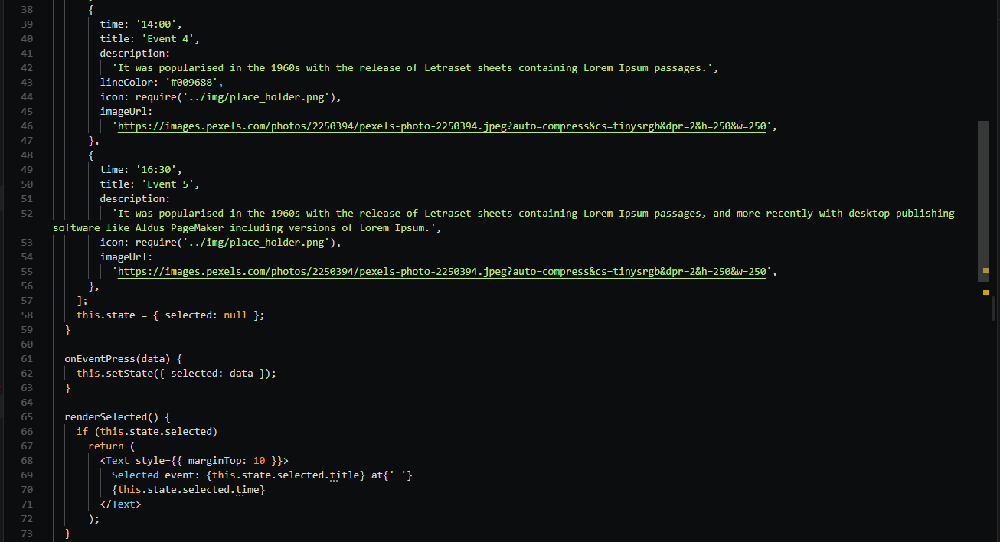 38 {
39 time: '14:00',
40 title: 'Event 4',
41 description:
42 'It was popularised in the 1960s with the release of Letraset sheets containing Lorem Ipsum passages.',
43 lineColor: '#009688',
44 icon: require('../img/place_holder.png'),
45 imageUrl:
46 'https://images.pexels.com/photos/2250394/pexels-photo-2250394.jpeg?auto=compress&cs=tinysrgb&dpr=2&h=250&w=250',
47 },
48 {
49 time: '16:30',
50 title: 'Event 5',
51 description:
52 'It was popularised in the 1960s with the release of Letraset sheets containing Lorem Ipsum passages, and more recently with desktop publishing
software like Aldus PageMaker including versions of Lorem Ipsum.',
53 icon: require('../img/place_holder.png'),
54 imageUrl:
55 'https://images.pexels.com/photos/2250394/pexels-photo-2250394.jpeg?auto=compress&cs=tinysrgb&dpr=2&h=250&w=250',
56 },
57 ];
58 this.state = { selected: null };
59 }
60
61 onEventPress(data) {
62 this.setState({ selected: data });
63 }
64
65 renderSelected() {
66 if (this.state.selected)
67 return (
68 <Text style={{ marginTop: 10 }}>
69 Selected event: {this.state.selected.title} at{' '}
70 {this.state.selected.time}
71 </Text>
72 );
73 }